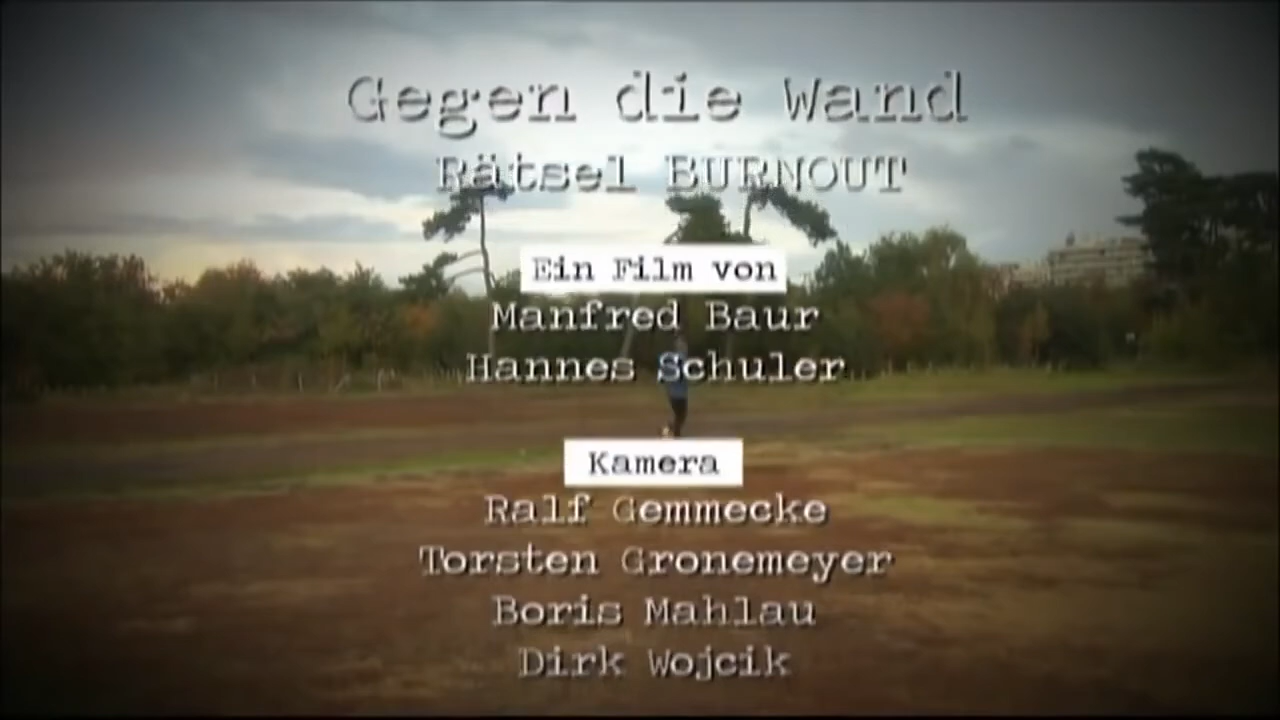 Gegen die Wand
Rätsel BURNOUT
Ein Film von
Manfred Baur
Hannes Schuler
Kamera
Ralf Gemmecke
Torsten Gronemeyer
Boris Mahlau
Dirk Wojcik